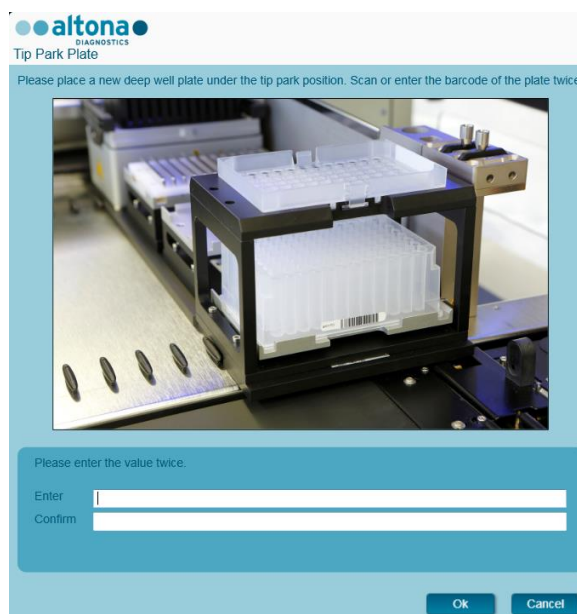 altona
DIAGNOSTICS
Tip Park Plate
Please place a new deep well plate under the tip park position. Scan or enter the barcode of the plate twice
Please enter the value twice.
Enter
Confirm
Ok
Cancel